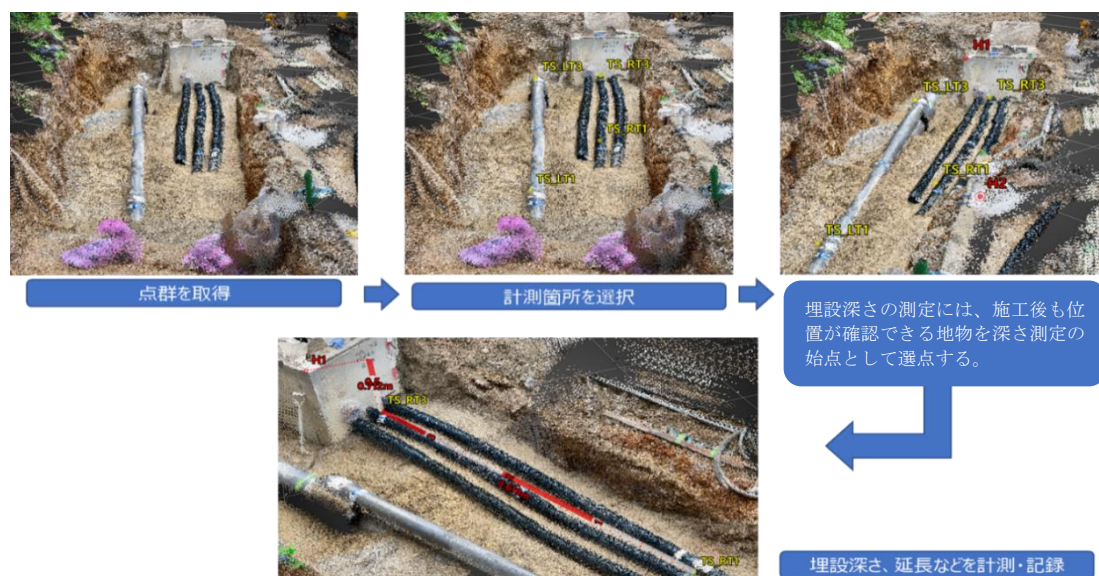 TS_LT3
TS_RT3
TS_RT1
TS_LT1
H1
TS_LT3
TS_RT3
TS_RT1
H2
TS_LT1
点群を取得
計測箇所を選択
埋設深さの測定には、施工後も位
置が確認できる地物を深さ測定の
始点として選点する。
H1
TS_RT3
TS_RT1
埋設深さ、延長などを計測・記録